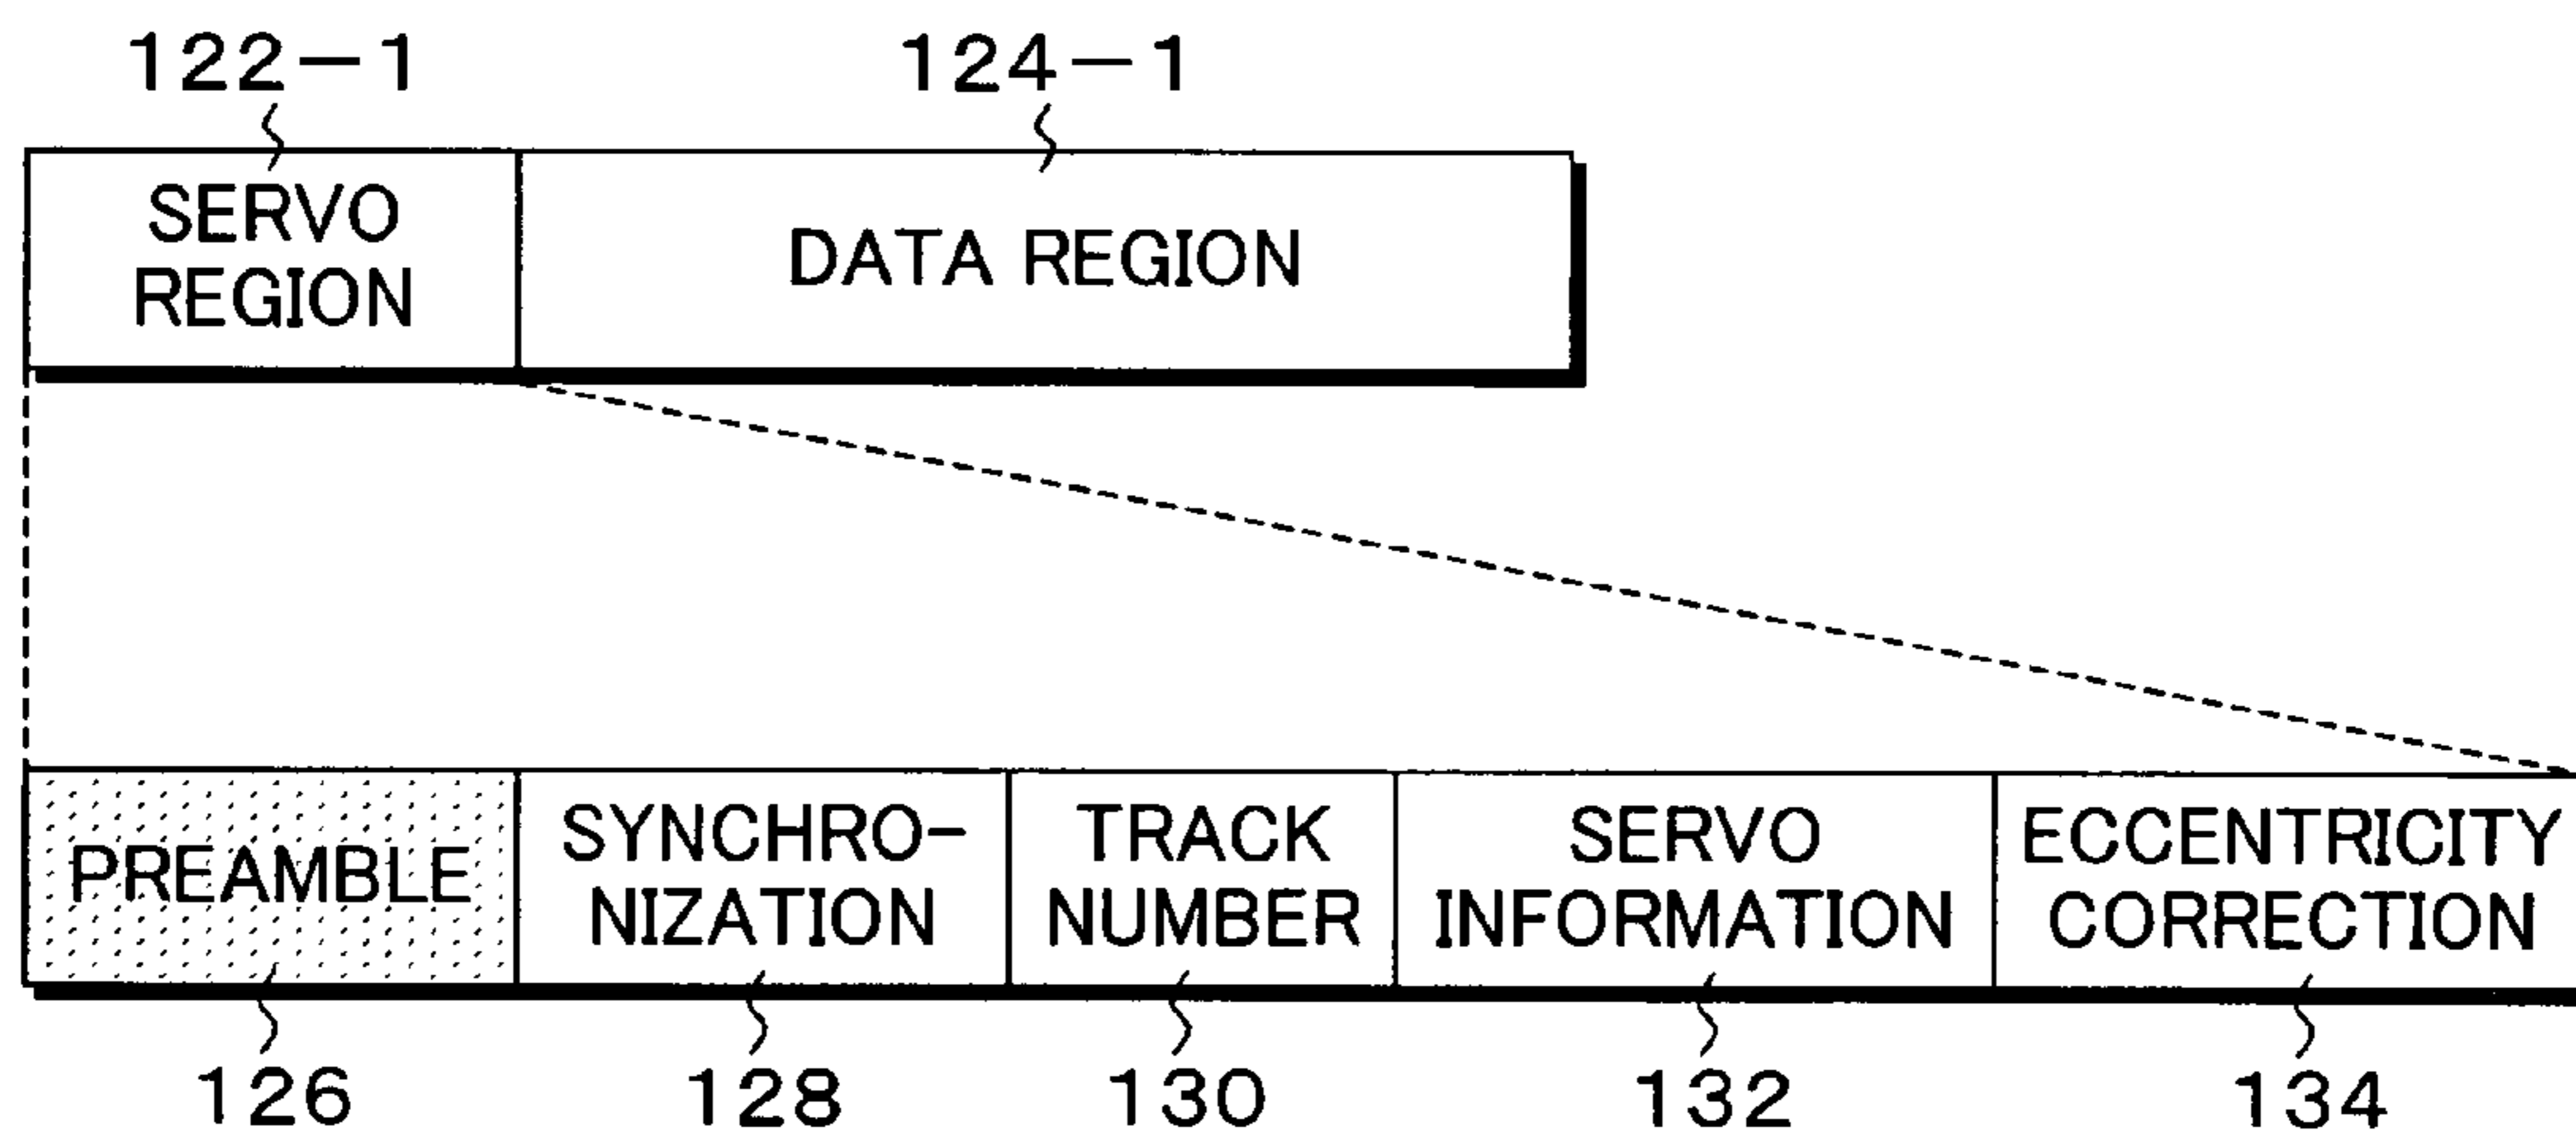 122-1
124-1
SERVO
REGION
DATA REGION
PREAMBLE
SYNCHRO-
NIZATION
TRACK
NUMBER
SERVO
INFORMATION
ECCENTRICITY
CORRECTION
126
128
130
132
134